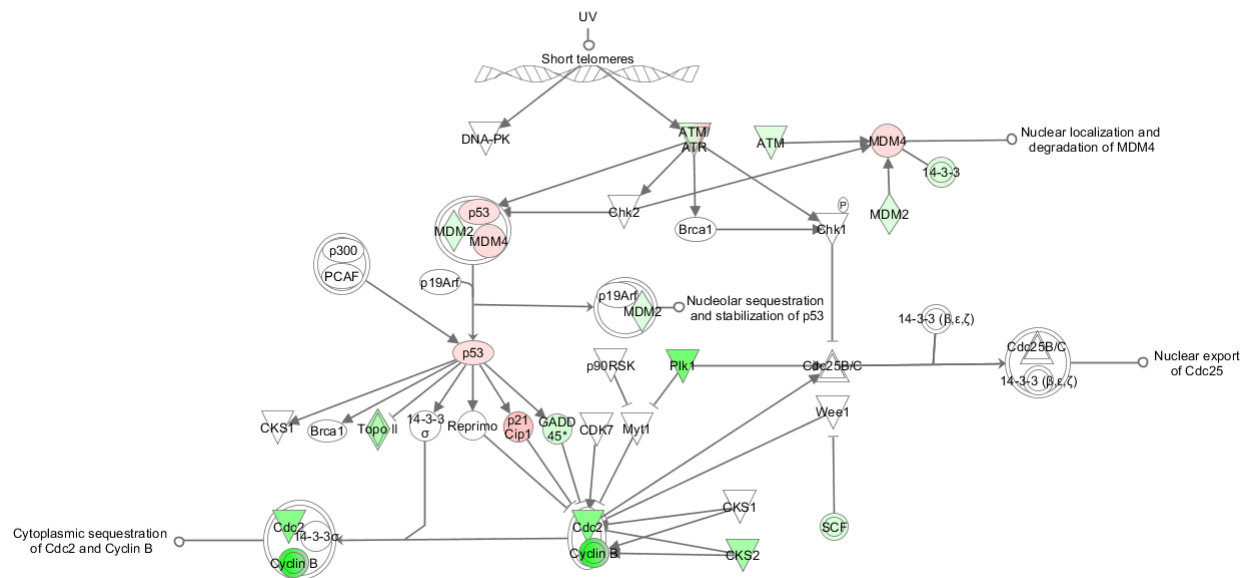 UV
Short telomeres
DNA-PK
ATM/
ATR
ATM
MDM4
Nuclear localization and
degradation of MDM4
14-3-3
MDM2
p53
MDM2
MDM4
Chk2
Brca1
P
Chk1
p300
PCAF
p19Arf
p19Arf
MDM2
Nucleolar sequestration
and stabilization of p53
14-3-3 (β,ε,ζ)
p53
p90RSK
Plk1
Cdc25B/C
Cdc25B/C
14-3-3 (β,ε,ζ)
Nuclear export
of Cdc25
CKS1
Brca1
Topo II
14-3-3
σ
Reprimo
p21
Cip1
GADD
45*
CDK7
Myt1
Wee1
Cytoplasmic sequestration
of Cdc2 and Cyclin B
Cdc2
14-3-3σ
Cyclin B
Cdc2
Cyclin B
CKS1
CKS2
SCF